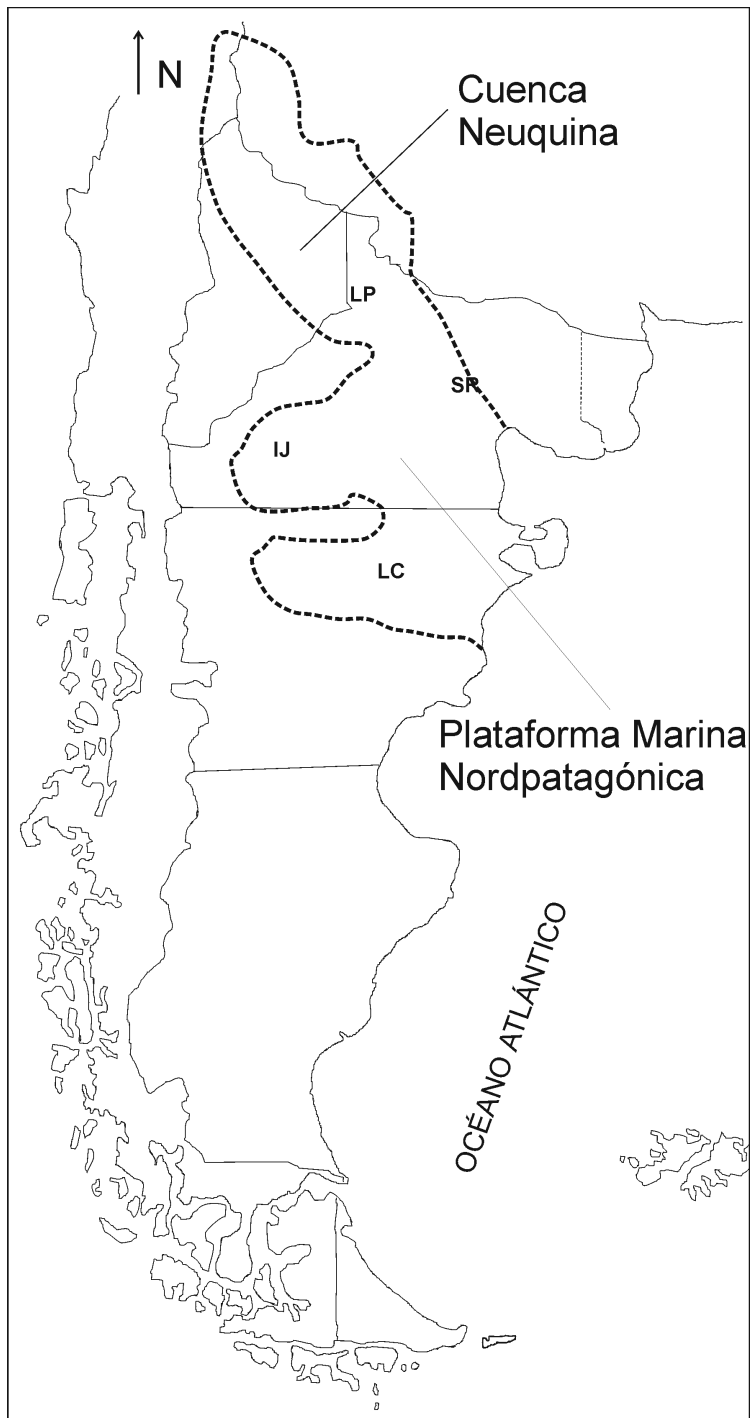 N
Cuenca
Neuquina
LP
SP
IJ
LC
Plataforma Marina
Nordpatagónica
OCÉANO ATLÁNTICO